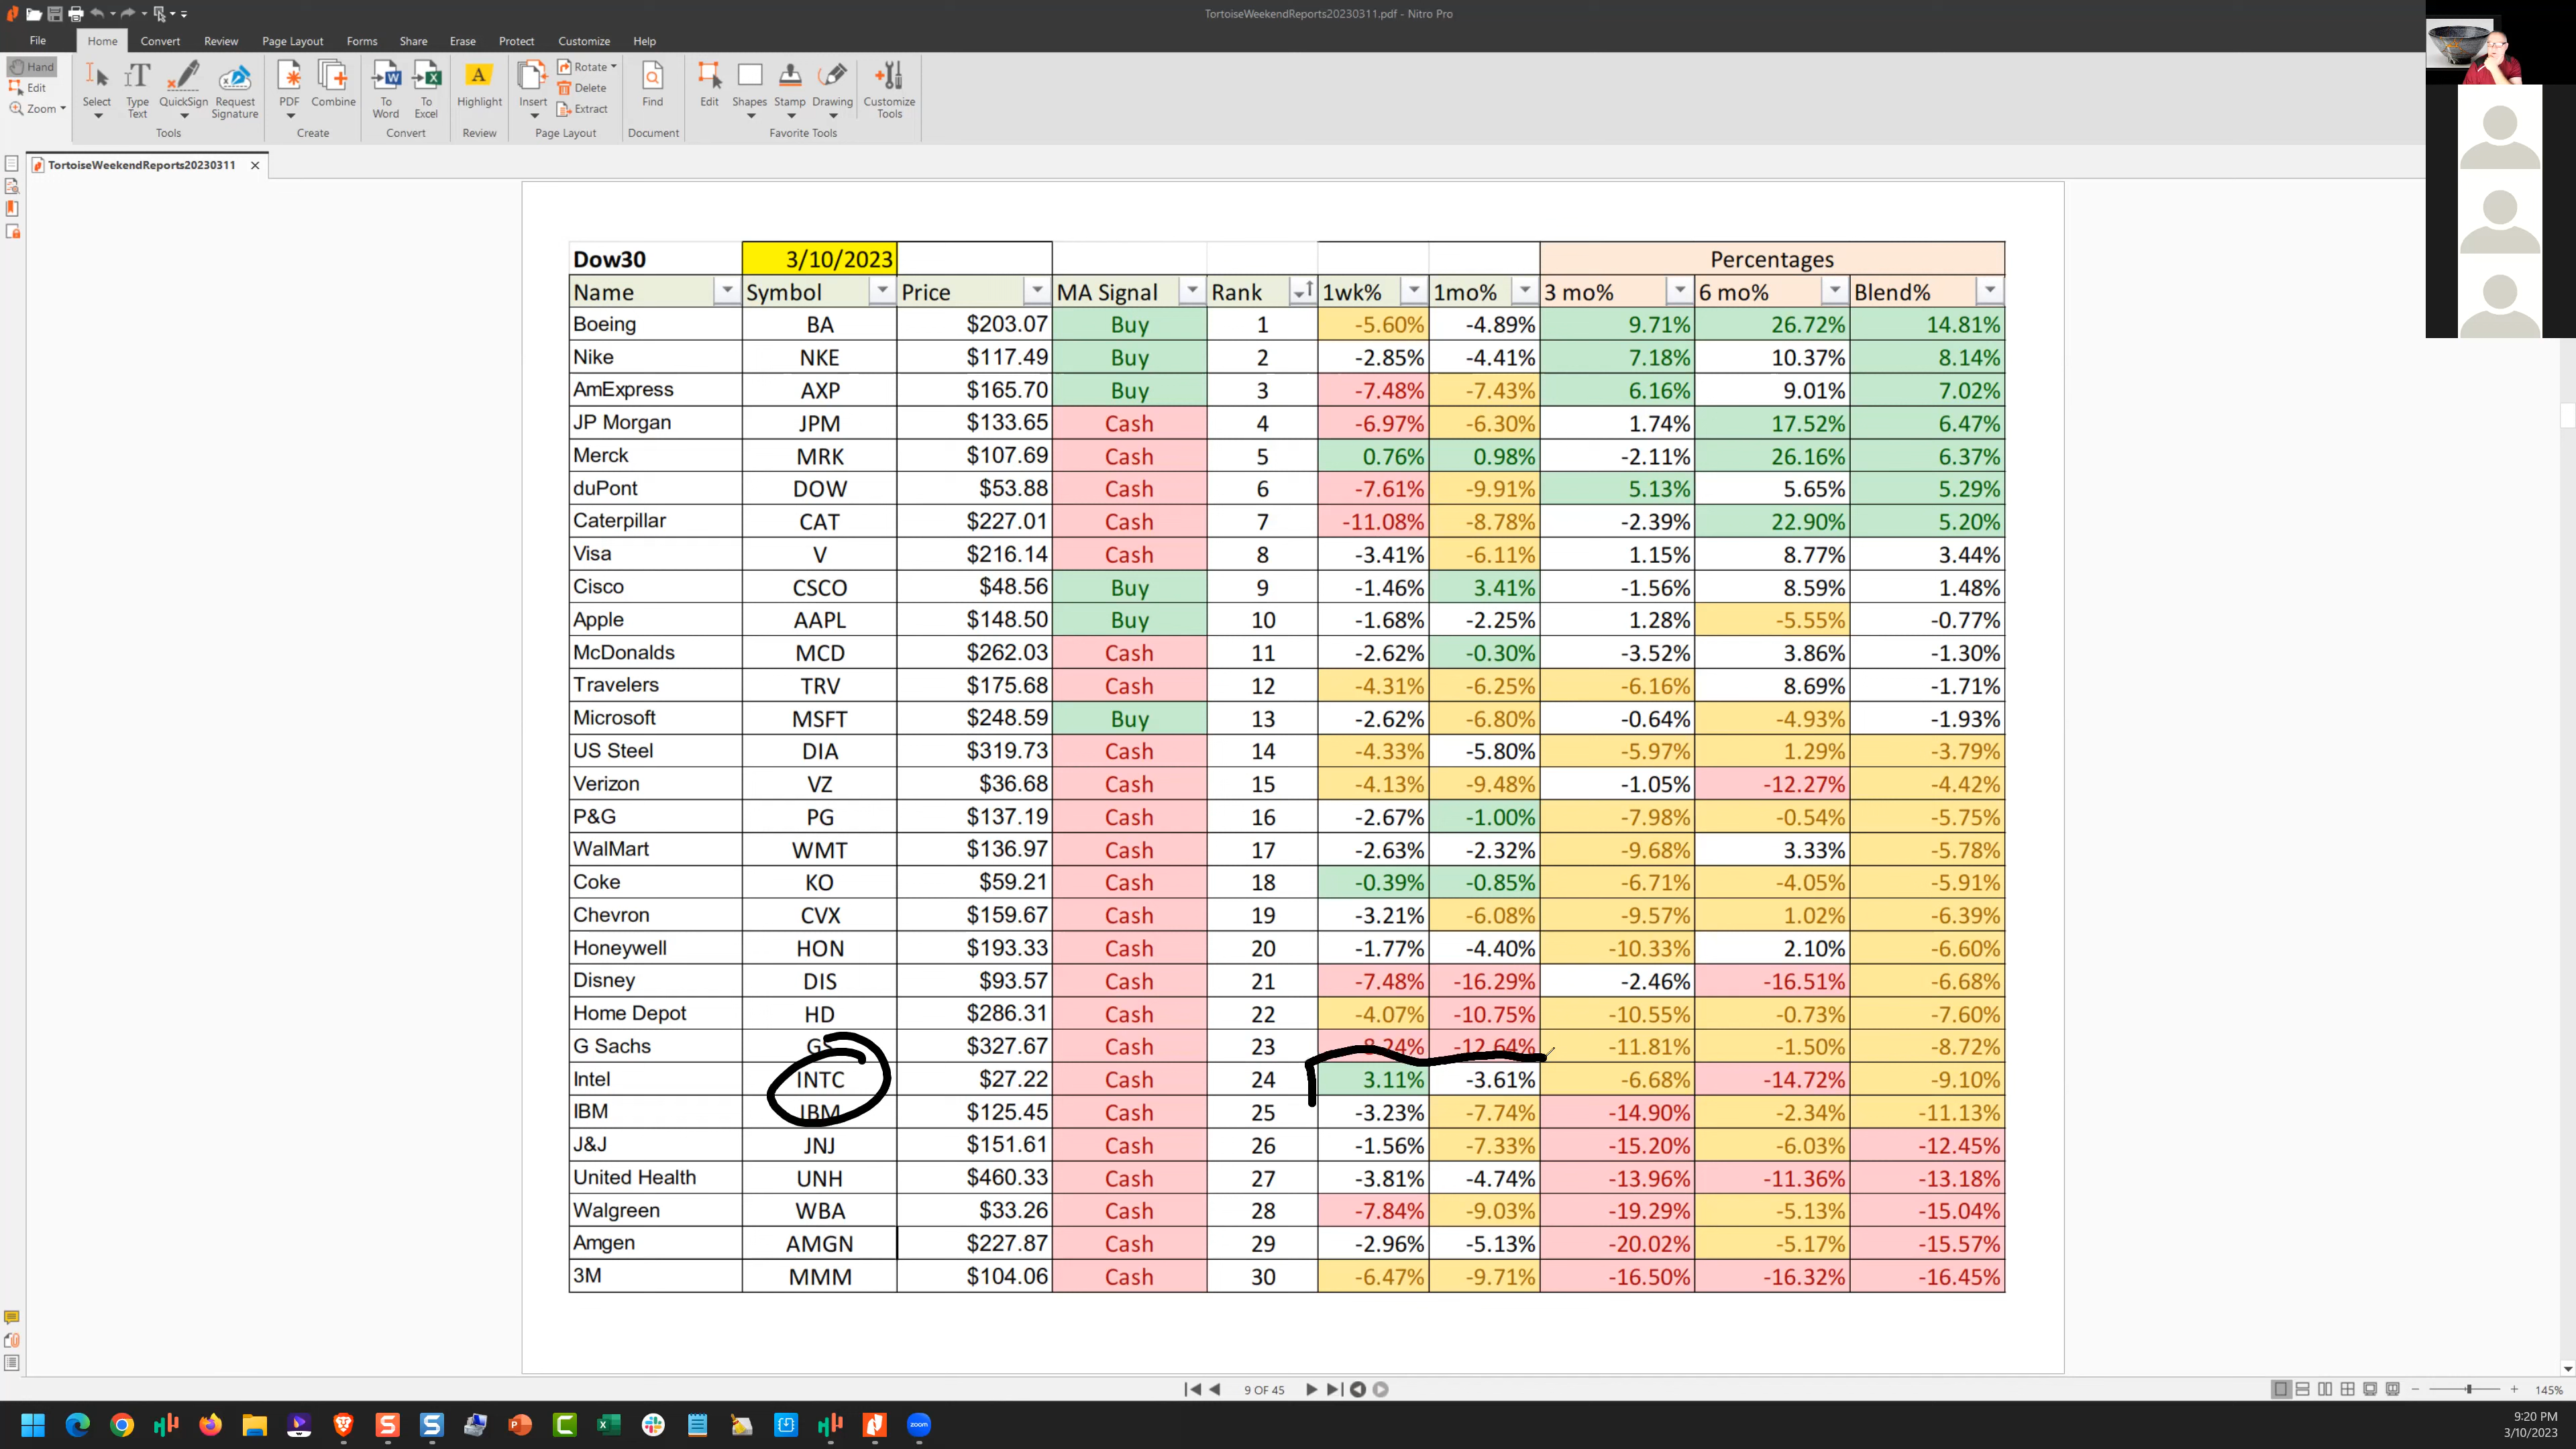 TortoiseWeekendReports20230311.pdf - Nitro Pro
File Home Convert Review Page Layout Forms Share Erase Protect Customize Help
Hand
Edit
Zoom
Select
Type Text
QuickSign
Request Signature
Tools
PDF
Combine
Create
To Word
To Excel
Convert
Highlight
Review
Insert
Rotate
Delete
Extract
Page Layout
Find
Document
Edit
Shapes
Stamp
Drawing
Customize Tools
Favorite Tools
TortoiseWeekendReports20230311
Dow30 3/10/2023 Percentages
Name Symbol Price MA Signal Rank 1wk% 1mo% 3 mo% 6 mo% Blend%
Boeing BA $203.07 Buy 1 -5.60% -4.89% 9.71% 26.72% 14.81%
Nike NKE $117.49 Buy 2 -2.85% -4.41% 7.18% 10.37% 8.14%
AmExpress AXP $165.70 Buy 3 -7.48% -7.43% 6.16% 9.01% 7.02%
JP Morgan JPM $133.65 Cash 4 -6.97% -6.30% 1.74% 17.52% 6.47%
Merck MRK $107.69 Cash 5 0.76% 0.98% -2.11% 26.16% 6.37%
duPont DOW $53.88 Cash 6 -7.61% -9.91% 5.13% 5.65% 5.29%
Caterpillar CAT $227.01 Cash 7 -11.08% -8.78% -2.39% 22.90% 5.20%
Visa V $216.14 Cash 8 -3.41% -6.11% 1.15% 8.77% 3.44%
Cisco CSCO $48.56 Buy 9 -1.46% 3.41% -1.56% 8.59% 1.48%
Apple AAPL $148.50 Buy 10 -1.68% -2.25% 1.28% -5.55% -0.77%
McDonalds MCD $262.03 Cash 11 -2.62% -0.30% -3.52% 3.86% -1.30%
Travelers TRV $175.68 Cash 12 -4.31% -6.25% -6.16% 8.69% -1.71%
Microsoft MSFT $248.59 Buy 13 -2.62% -6.80% -0.64% -4.93% -1.93%
US Steel DIA $319.73 Cash 14 -4.33% -5.80% -5.97% 1.29% -3.79%
Verizon VZ $36.68 Cash 15 -4.13% -9.48% -1.05% -12.27% -4.42%
P&G PG $137.19 Cash 16 -2.67% -1.00% -7.98% -0.54% -5.75%
WalMart WMT $136.97 Cash 17 -2.63% -2.32% -9.68% 3.33% -5.78%
Coke KO $59.21 Cash 18 -0.39% -0.85% -6.71% -4.05% -5.91%
Chevron CVX $159.67 Cash 19 -3.21% -6.08% -9.57% 1.02% -6.39%
Honeywell HON $193.33 Cash 20 -1.77% -4.40% -10.33% 2.10% -6.60%
Disney DIS $93.57 Cash 21 -7.48% -16.29% -2.46% -16.51% -6.68%
Home Depot HD $286.31 Cash 22 -4.07% -10.75% -10.55% -0.73% -7.60%
G Sachs GS $327.67 Cash 23 -8.24% -12.64% -11.81% -1.50% -8.72%
Intel INTC $27.22 Cash 24 3.11% -3.61% -6.68% -14.72% -9.10%
IBM IBM $125.45 Cash 25 -3.23% -7.74% -14.90% -2.34% -11.13%
J&J JNJ $151.61 Cash 26 -1.56% -7.33% -15.20% -6.03% -12.45%
United Health UNH $460.33 Cash 27 -3.81% -4.74% -13.96% -11.36% -13.18%
Walgreen WBA $33.26 Cash 28 -7.84% -9.03% -19.29% -5.13% -15.04%
Amgen AMGN $227.87 Cash 29 -2.96% -5.13% -20.02% -5.17% -15.57%
3M MMM $104.06 Cash 30 -6.47% -9.71% -16.50% -16.32% -16.45%
9 OF 45
145%
zoom
9:20 PM
3/10/2023